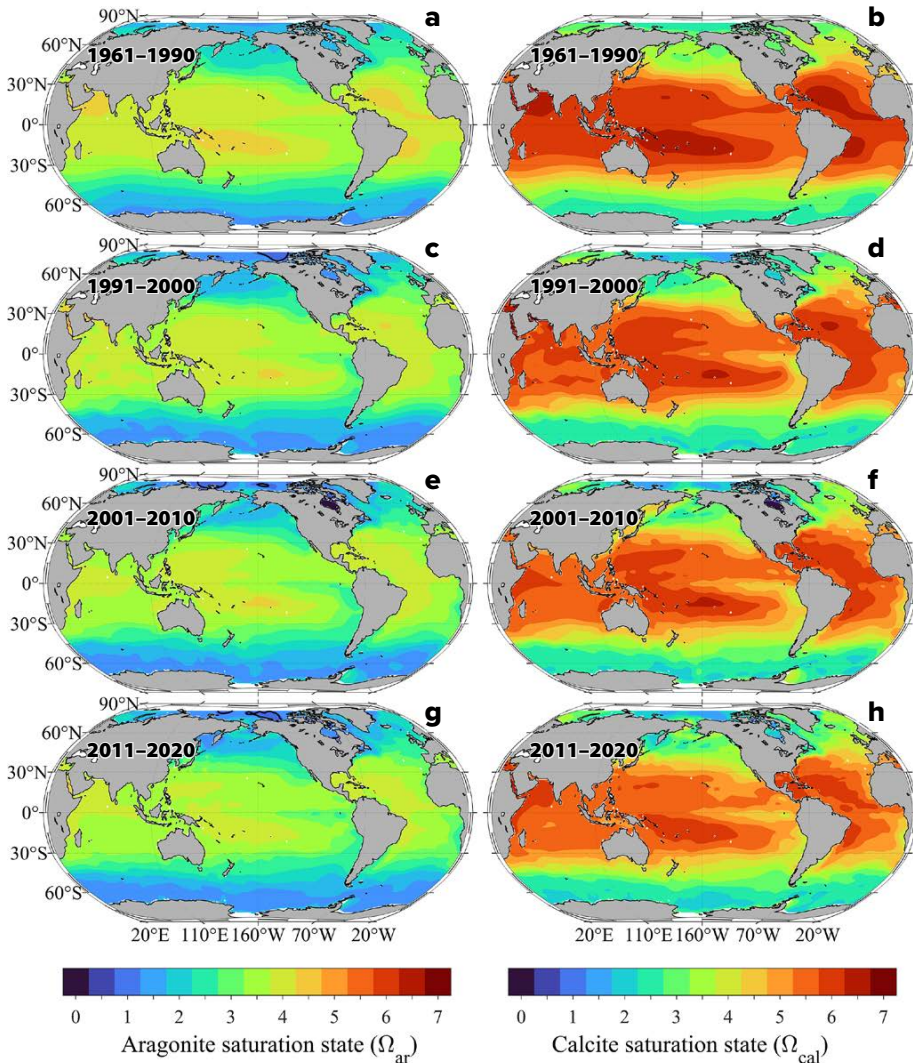 a
b
90°N
60°N
1961–1990
1961–1990
30°N
0°
30°S
60°S
c
d
90°N
60°N
1991–2000
1991–2000
30°N
0°
30°S
60°S
e
f
90°N
60°N
2001–2010
2001–2010
30°N
0°
30°S
60°S
g
h
90°N
60°N
2011–2020
2011–2020
30°N
0°
30°S
60°S
20°E 110°E 160°W 70°W 20°W
20°E 110°E 160°W 70°W 20°W
0 1 2 3 4 5 6 7
0 1 2 3 4 5 6 7
Aragonite saturation state (Ωar)
Calcite saturation state (Ωcal)